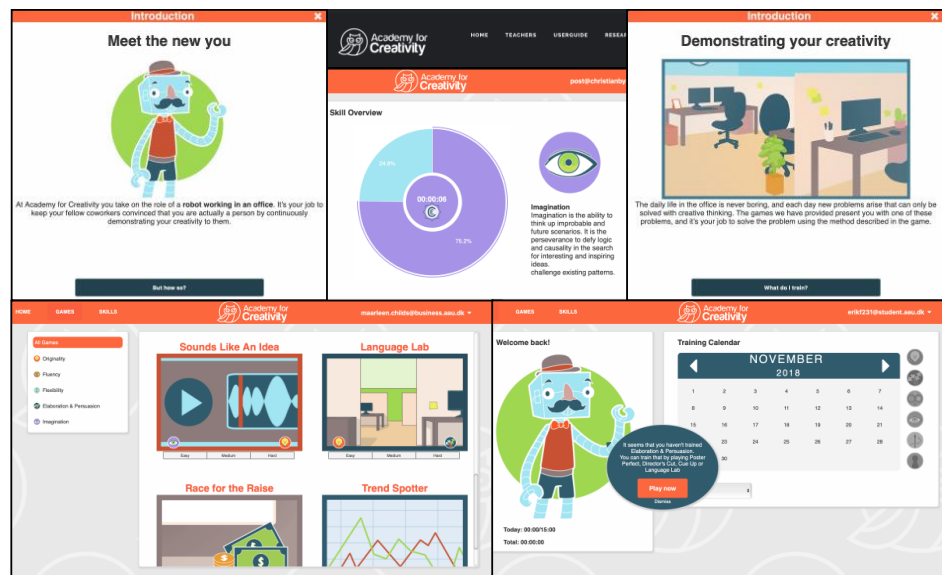 Introduction
Meet the new you
At Academy for Creativity you take on the role of a robot working in an office. It's your job to
keep your fellow coworkers convinced that you are actually a person by continuously
demonstrating your creativity to them.
But how so?
Academy for
Creativity
HOME TEACHERS USERGUIDE RESEAR
Academy for
Creativity
post@christianby
Skill Overview
24.8%
00:00:06
75.2%
Imagination
Imagination is the ability to
think up improbable and
future scenarios. It is the
perseverance to defy logic
and causality in the search
for interesting and inspiring
ideas.
challenge existing patterns.
Introduction
Demonstrating your creativity
The daily life in the office is never boring, and each day new problems arise that can only be
solved with creative thinking. The games we have provided present you with one of these
problems, and it's your job to solve the problem using the method described in the game.
What do I train?
HOME GAMES SKILLS
Academy for
Creativity
maerleen.childs@business.aau.dk
All Games
Originality
Fluency
Flexibility
Elaboration & Persuasion
Imagination
Sounds Like An Idea
Easy Medium Hard
Language Lab
Easy Medium Hard
Race for the Raise
Trend Spotter
GAMES SKILLS
Academy for
Creativity
erikf231@student.aau.dk
Welcome back!
It seems that you haven't trained
Elaboration & Persuasion.
You can train that by playing Poster
Perfect, Director's Cut, Cue Up or
Language Lab
Play now
Dismiss
Today: 00:00/15:00
Total: 00:00:00
Training Calendar
NOVEMBER
2018
1 2 3 4 5 6 7
8 9 10 11 12 13 14
15 16 17 18 19 20 21
23 24 25 26 27 28
30